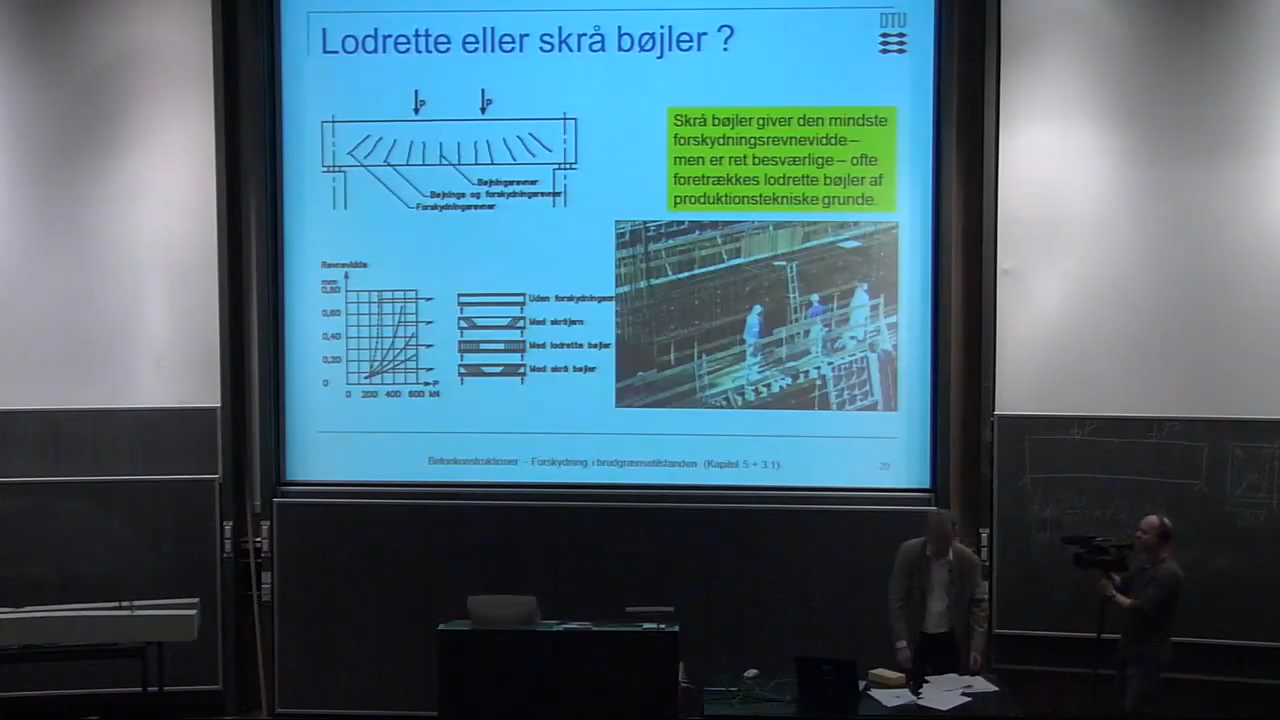 Lodrette eller skrå bøjler ?
DTU
P
P
Skrå bøjler giver den mindste
forskydningsrevnevidde –
men er ret besværlige – ofte
foretrækkes lodrette bøjler af
produktionstekniske grunde.
Bøjningsrevner
Bøjnings og forskydningsrevner
Forskydningsrevner
Revnevidde
mm
0,80
0,60
0,40
0,20
0
P
0 200 400 600 kN
Uden forskydningsarm
Med skråjern
Med lodrette bøjler
Med skrå bøjler
Betonkonstruktioner - Forskydning i brudgrænsetilstanden (Kapitel 5 + 3.1)
20